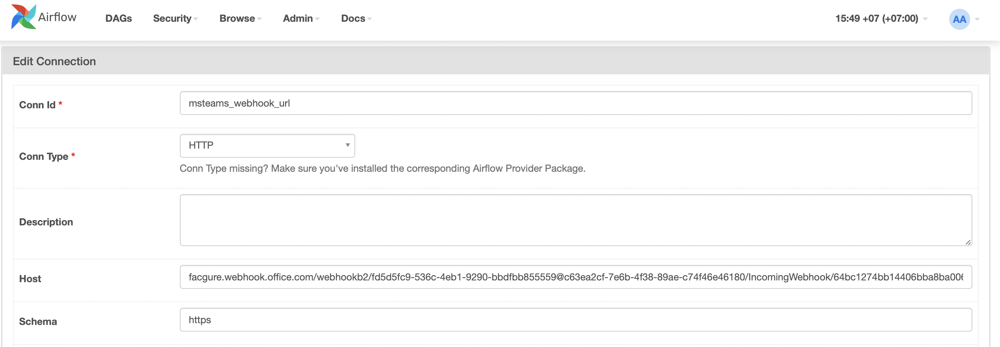 Airflow DAGs Security Browse Admin Docs 15:49 +07 (+07:00) AA
Edit Connection
Conn Id * msteams_webhook_url
Conn Type * HTTP
Conn Type missing? Make sure you've installed the corresponding Airflow Provider Package.
Description
Host facgure.webhook.office.com/webhookb2/fd5d5fc9-536c-4eb1-9290-bbdfbb855559@c63ea2cf-7e6b-4f38-89ae-c74f46e46180/IncomingWebhook/64bc1274bb14406bba8ba006
Schema https